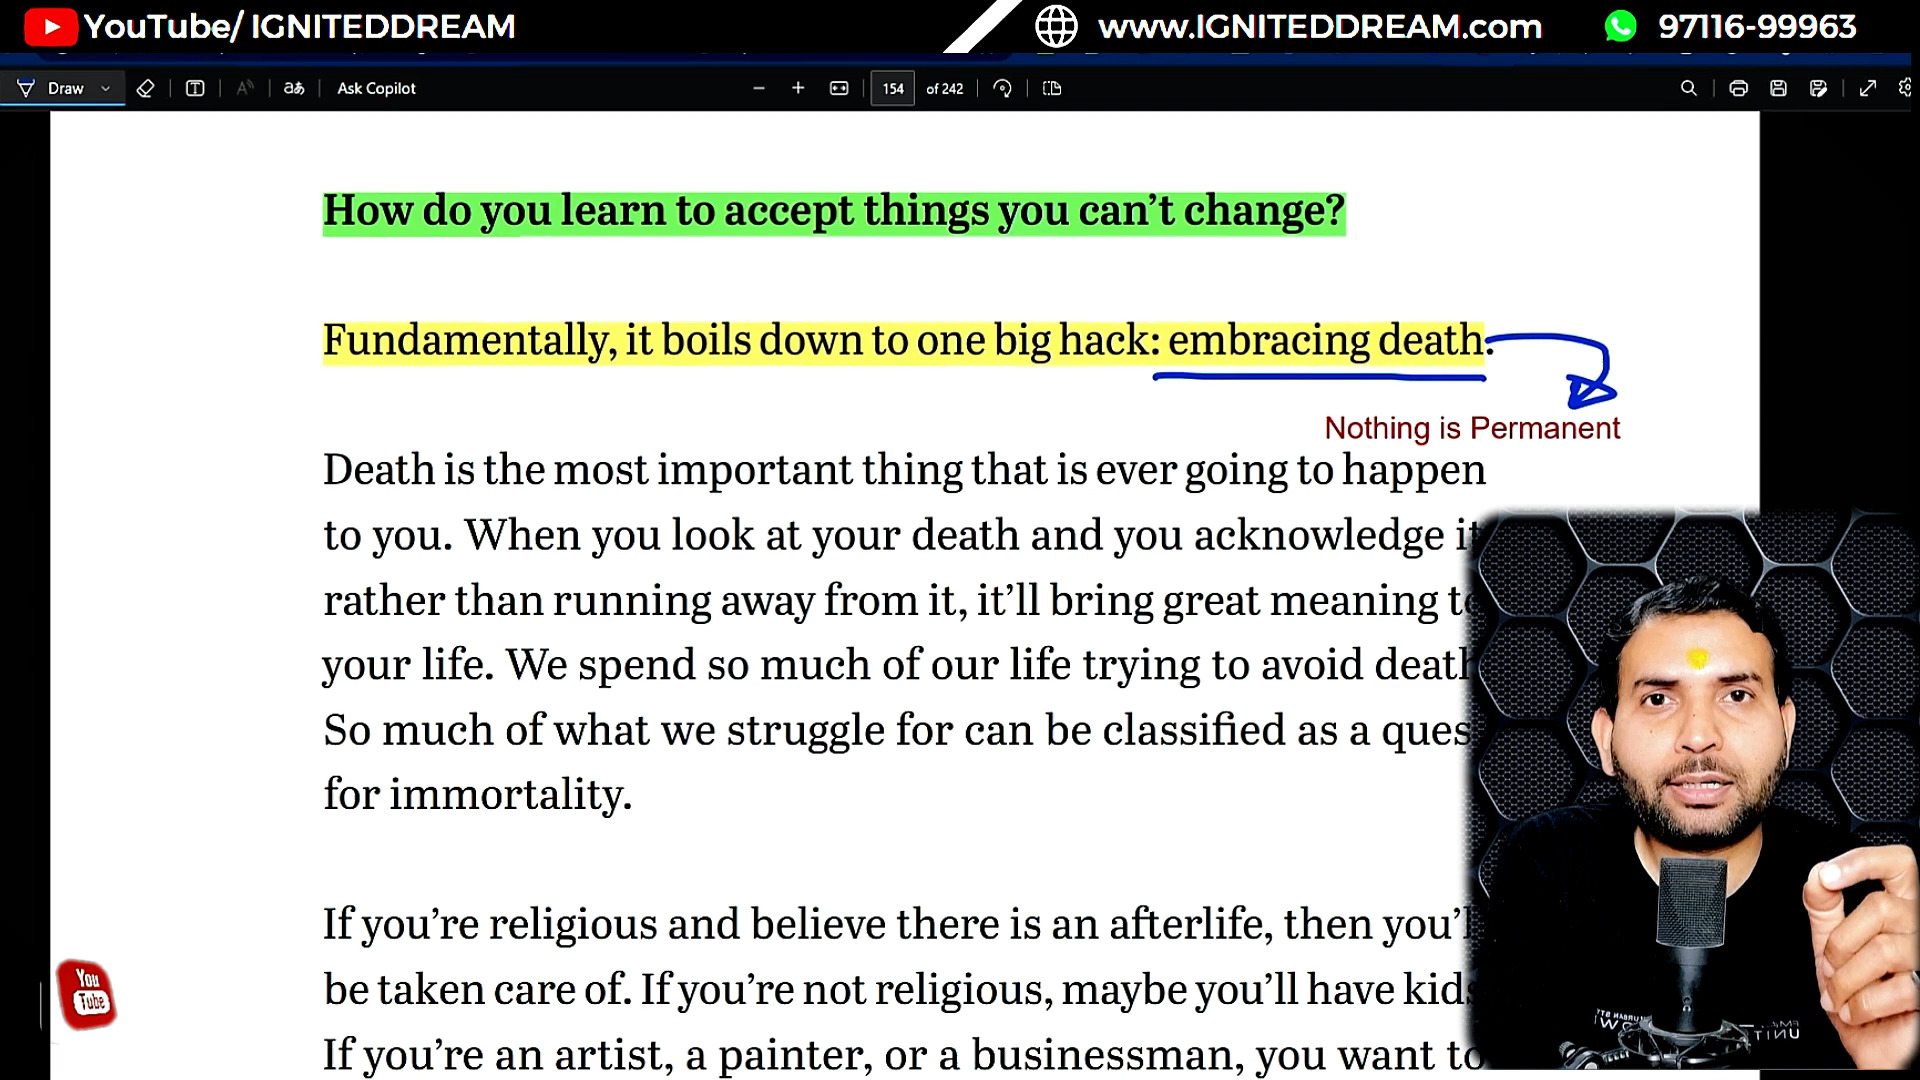 YouTube/ IGNITEDDREAM
www.IGNITEDDREAM.com
97116-99963
Draw
Ask Copilot
154 of 242
How do you learn to accept things you can't change?
Fundamentally, it boils down to one big hack: embracing death.
Nothing is Permanent
Death is the most important thing that is ever going to happen
to you. When you look at your death and you acknowledge it
rather than running away from it, it'll bring great meaning to
your life. We spend so much of our life trying to avoid death
So much of what we struggle for can be classified as a ques
for immortality.
If you're religious and believe there is an afterlife, then you'l
be taken care of. If you're not religious, maybe you'll have kids
If you're an artist, a painter, or a businessman, you want to
You
Tube